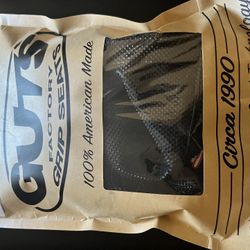 GUTS
FACTORY
GRIP SEATS
100% American Made
Circa 1990